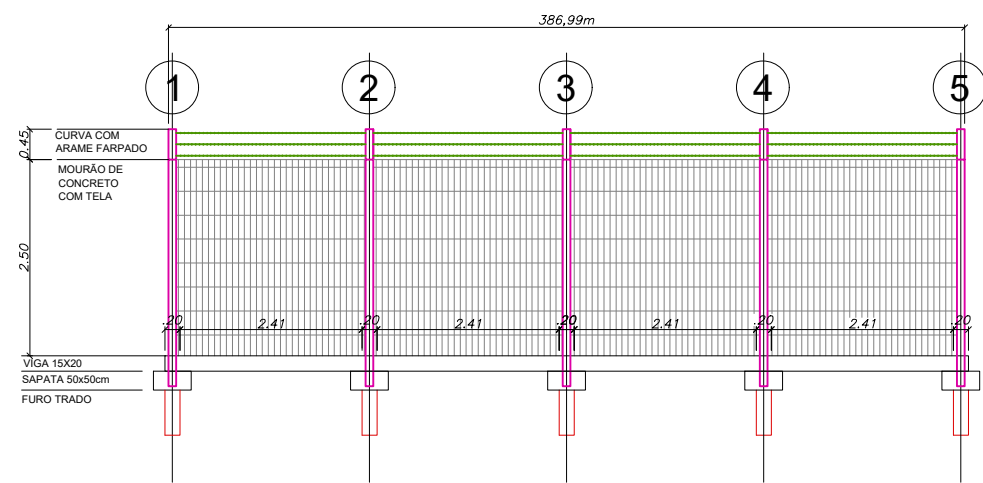 386,99m
1 2 3 4 5
0.45
CURVA COM
ARAME FARPADO
MOURÃO DE
CONCRETO
COM TELA
2.50
.20 2.41 .20 2.41 .20 2.41 .20 2.41 .20
VIGA 15X20
SAPATA 50x50cm
FURO TRADO